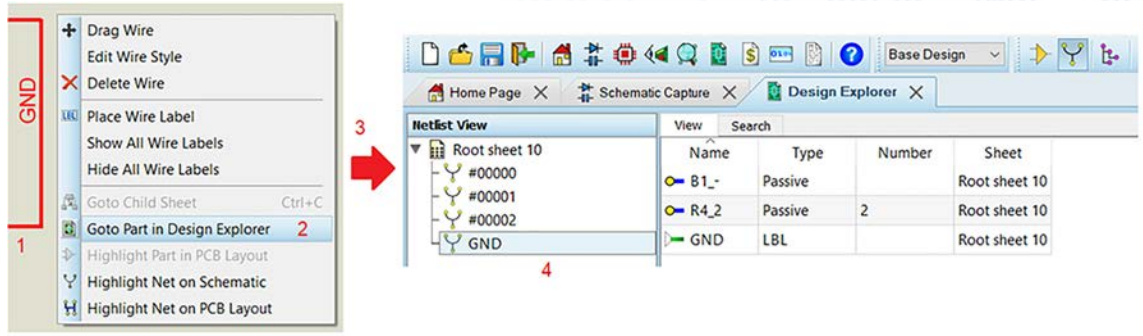 GND
1
Drag Wire
Edit Wire Style
Delete Wire
LBL Place Wire Label
Show All Wire Labels
Hide All Wire Labels
Goto Child Sheet Ctrl+C
Goto Part in Design Explorer 2
Highlight Part in PCB Layout
Highlight Net on Schematic
Highlight Net on PCB Layout
3
Base Design
Home Page Schematic Capture Design Explorer
Netlist View
Root sheet 10
#00000
#00001
#00002
GND
4
View Search
Name Type Number Sheet
B1_- Passive Root sheet 10
R4_2 Passive 2 Root sheet 10
GND LBL Root sheet 10